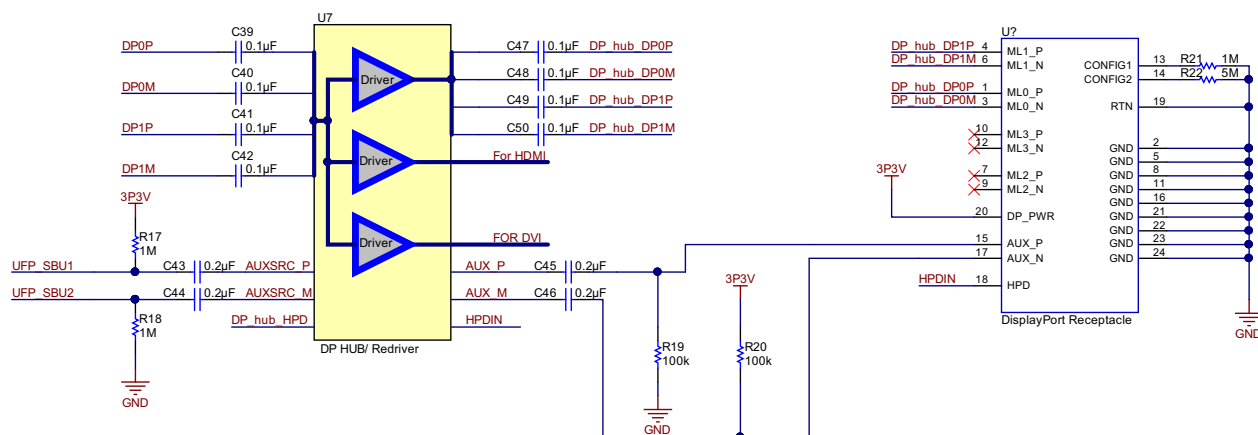 U7
C39
DP0P
0.1µF
C40
DP0M
0.1µF
C41
DP1P
0.1µF
C42
DP1M
0.1µF
Driver
Driver
Driver
C47 0.1µF DP_hub_DP0P
C48 0.1µF DP_hub_DP0M
C49 0.1µF DP_hub_DP1P
C50 0.1µF DP_hub_DP1M
For HDMI
FOR DVI
3P3V
R17
1M
UFP_SBU1
C43 0.2µF AUXSRC_P
UFP_SBU2
C44 0.2µF AUXSRC_M
R18
1M
GND
DP_hub_HPD
AUX_P C45 0.2µF
AUX_M C46 0.2µF
HPDIN
DP HUB/ Redriver
R19
100k
GND
3P3V
R20
100k
U?
DP_hub_DP1P 4 ML1_P
DP_hub_DP1M 6 ML1_N
DP_hub_DP0P 1 ML0_P
DP_hub_DP0M 3 ML0_N
10 ML3_P
12 ML3_N
7 ML2_P
9 ML2_N
3P3V
20 DP_PWR
15 AUX_P
17 AUX_N
HPDIN 18 HPD
CONFIG1 13 R21 1M
CONFIG2 14 R22 5M
RTN 19
GND 2
GND 5
GND 8
GND 11
GND 16
GND 21
GND 22
GND 23
GND 24
DisplayPort Receptacle
GND